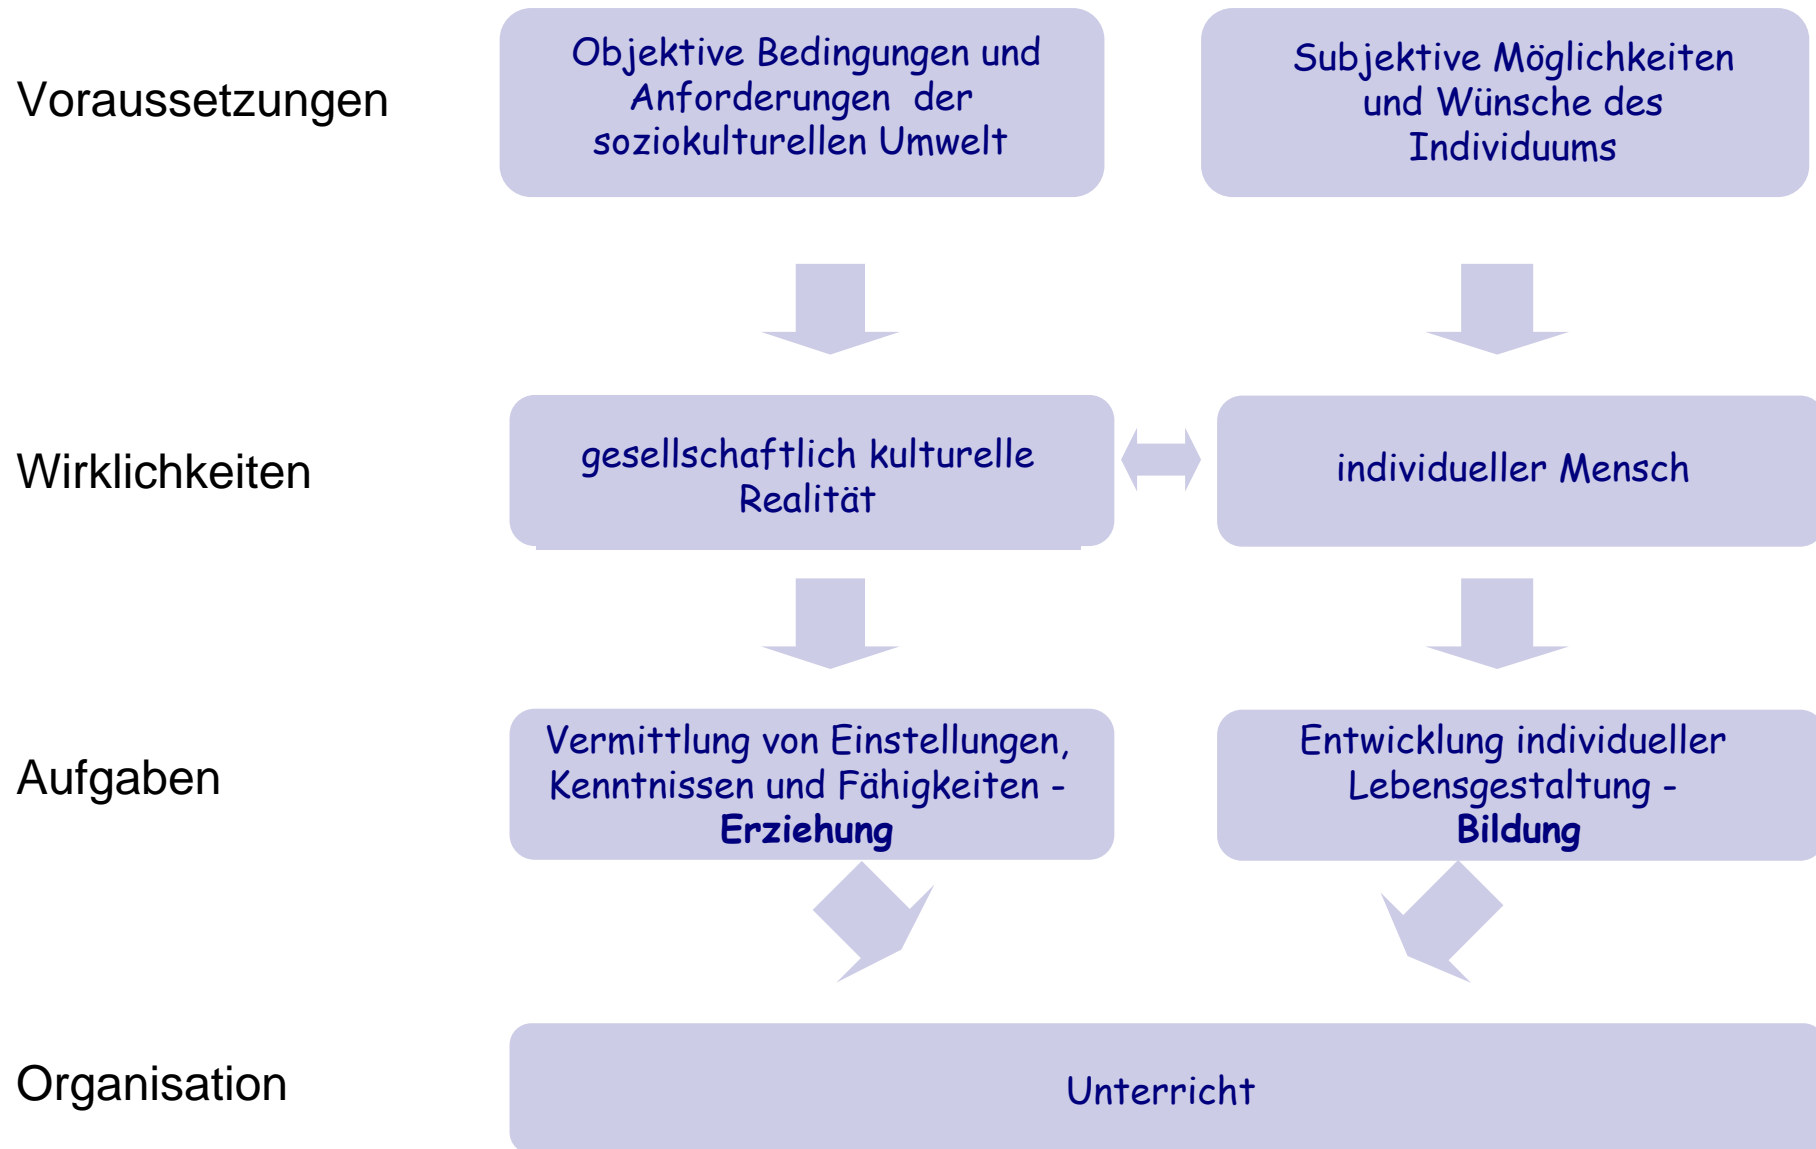 Voraussetzungen
Objektive Bedingungen und
Anforderungen der
soziokulturellen Umwelt
Subjektive Möglichkeiten
und Wünsche des
Individuums
Wirklichkeiten
gesellschaftlich kulturelle
Realität
individueller Mensch
Aufgaben
Vermittlung von Einstellungen,
Kenntnissen und Fähigkeiten -
Erziehung
Entwicklung individueller
Lebensgestaltung -
Bildung
Organisation
Unterricht